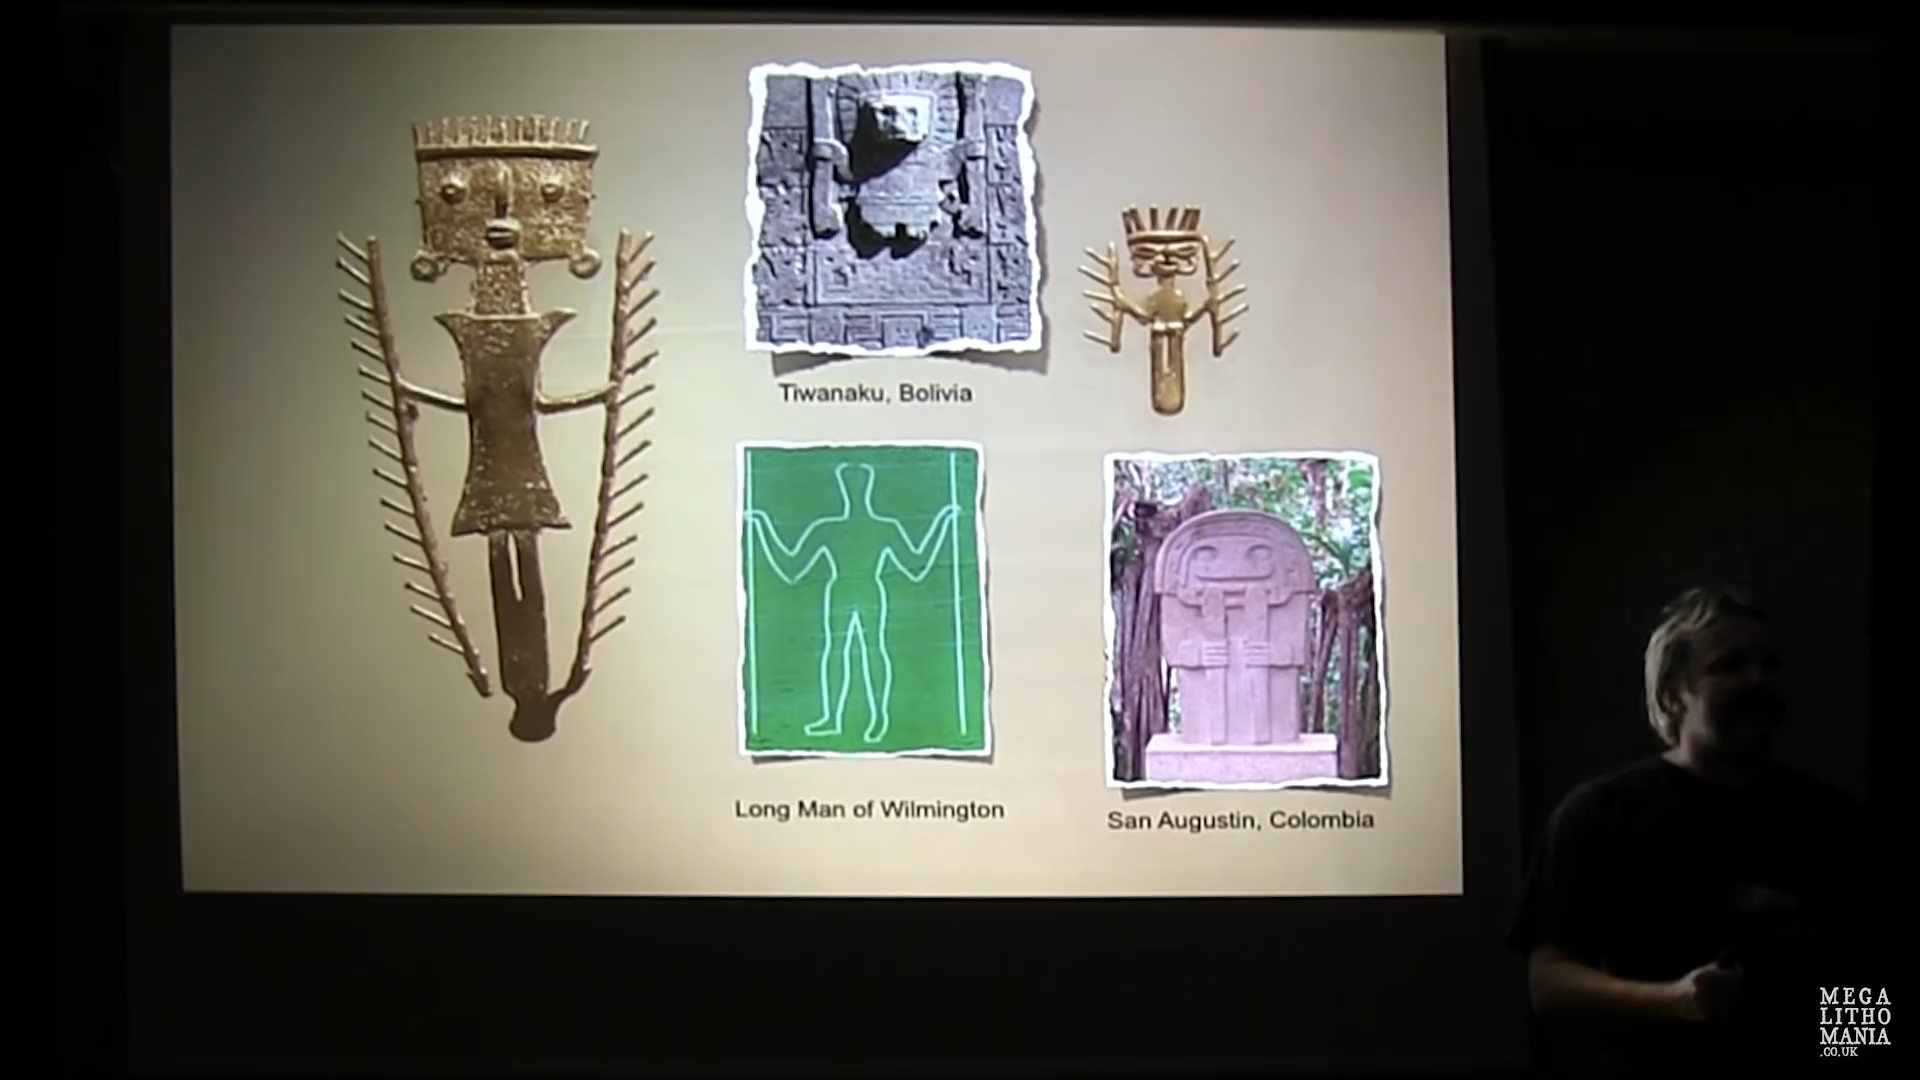 Tiwanaku, Bolivia
Long Man of Wilmington
San Augustin, Colombia
MEGA
LITHO
MANIA
.CO.UK